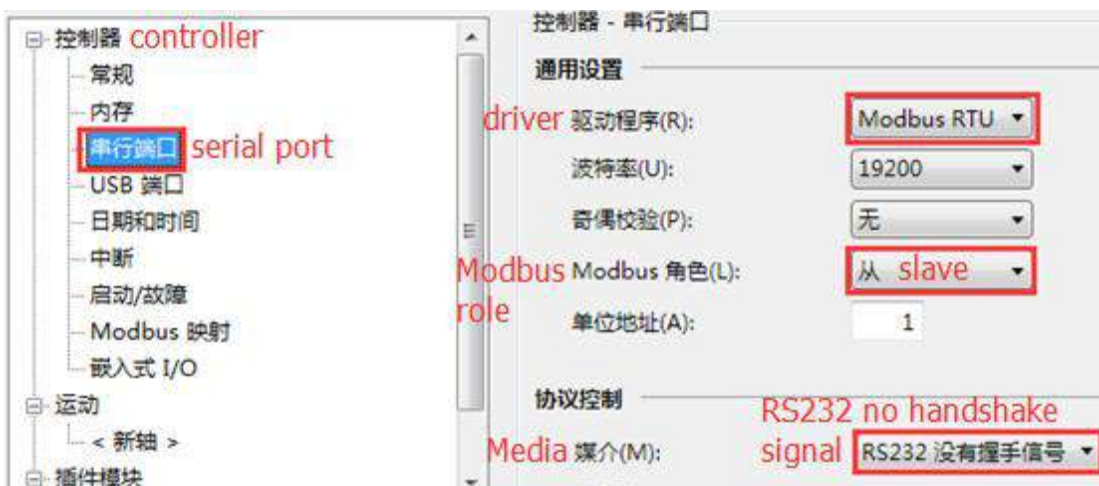 控制器 controller
常规
内存
串行端口 serial port
USB 端口
日期和时间
中断
启动/故障
Modbus 映射
嵌入式 I/O
运动
< 新轴 >
插件模块
控制器 - 串行端口
通用设置
driver 驱动程序(R): Modbus RTU
波特率(U): 19200
奇偶校验(P): 无
Modbus role Modbus 角色(L): 从 slave
单位地址(A): 1
协议控制
RS232 no handshake signal
Media 媒介(M): RS232 没有握手信号